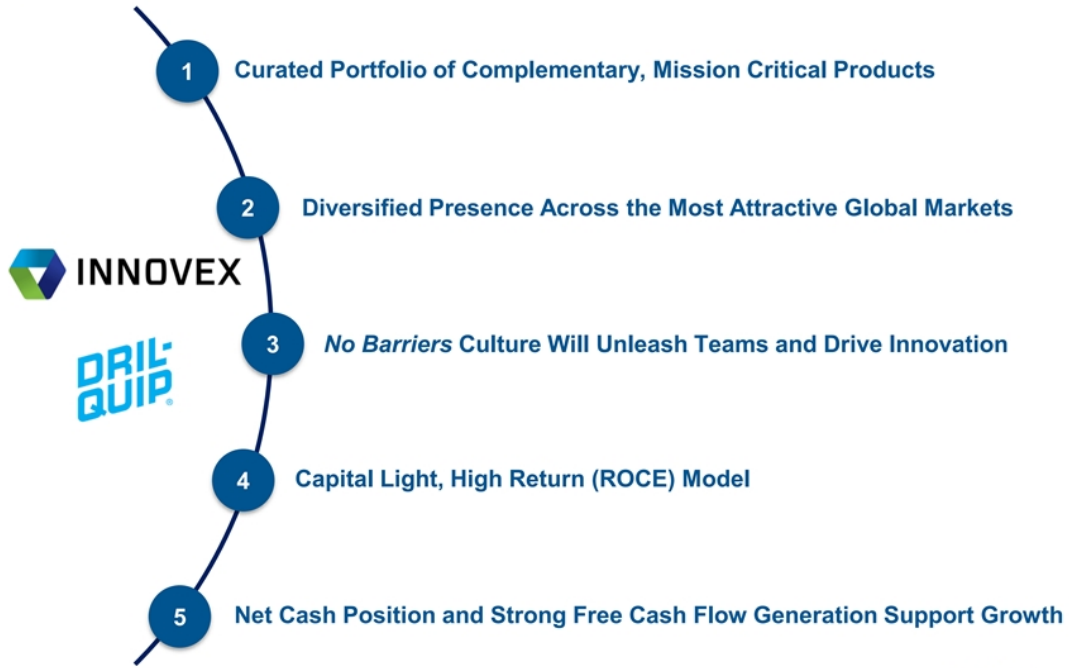 1
Curated Portfolio of Complementary, Mission Critical Products
2
Diversified Presence Across the Most Attractive Global Markets
INNOVEX
3
No Barriers Culture Will Unleash Teams and Drive Innovation
DRIL-
QUIP®
4
Capital Light, High Return (ROCE) Model
5
Net Cash Position and Strong Free Cash Flow Generation Support Growth